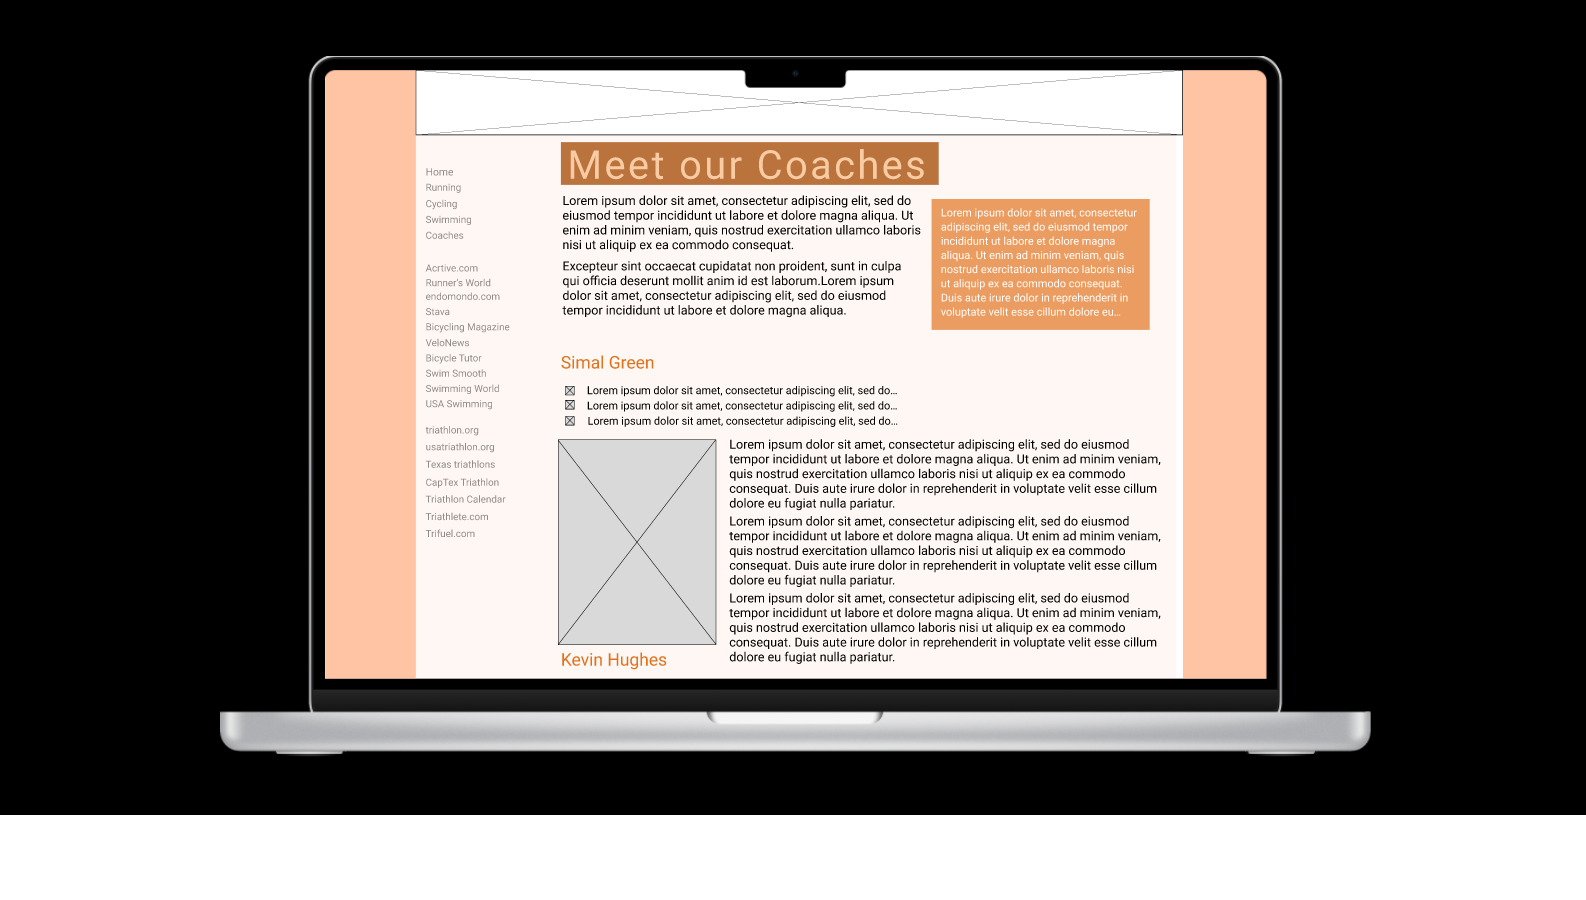 Meet our Coaches
Home
Running
Cycling
Swimming
Coaches
Acrtive.com
Runner's World
endomondo.com
Stava
Bicycling Magazine
VeloNews
Bicycle Tutor
Swim Smooth
Swimming World
USA Swimming
triathlon.org
usatriathlon.org
Texas triathlons
CapTex Triathlon
Triathlon Calendar
Triathlete.com
Trifuel.com
Lorem ipsum dolor sit amet, consectetur adipiscing elit, sed do
eiusmod tempor incididunt ut labore et dolore magna aliqua. Ut
enim ad minim veniam, quis nostrud exercitation ullamco laboris
nisi ut aliquip ex ea commodo consequat.
Excepteur sint occaecat cupidatat non proident, sunt in culpa
qui officia deserunt mollit anim id est laborum.Lorem ipsum
dolor sit amet, consectetur adipiscing elit, sed do eiusmod
tempor incididunt ut labore et dolore magna aliqua.
Lorem ipsum dolor sit amet, consectetur
adipiscing elit, sed do eiusmod tempor
incididunt ut labore et dolore magna
aliqua. Ut enim ad minim veniam, quis
nostrud exercitation ullamco laboris nisi
ut aliquip ex ea commodo consequat.
Duis aute irure dolor in reprehenderit in
voluptate velit esse cillum dolore eu...
Simal Green
Lorem ipsum dolor sit amet, consectetur adipiscing elit, sed do...
Lorem ipsum dolor sit amet, consectetur adipiscing elit, sed do...
Lorem ipsum dolor sit amet, consectetur adipiscing elit, sed do...
Lorem ipsum dolor sit amet, consectetur adipiscing elit, sed do eiusmod
tempor incididunt ut labore et dolore magna aliqua. Ut enim ad minim veniam,
quis nostrud exercitation ullamco laboris nisi ut aliquip ex ea commodo
consequat. Duis aute irure dolor in reprehenderit in voluptate velit esse cillum
dolore eu fugiat nulla pariatur.
Lorem ipsum dolor sit amet, consectetur adipiscing elit, sed do eiusmod
tempor incididunt ut labore et dolore magna aliqua. Ut enim ad minim veniam,
quis nostrud exercitation ullamco laboris nisi ut aliquip ex ea commodo
consequat. Duis aute irure dolor in reprehenderit in voluptate velit esse cillum
dolore eu fugiat nulla pariatur.
Lorem ipsum dolor sit amet, consectetur adipiscing elit, sed do eiusmod
tempor incididunt ut labore et dolore magna aliqua. Ut enim ad minim veniam,
quis nostrud exercitation ullamco laboris nisi ut aliquip ex ea commodo
consequat. Duis aute irure dolor in reprehenderit in voluptate velit esse cillum
dolore eu fugiat nulla pariatur.
Kevin Hughes